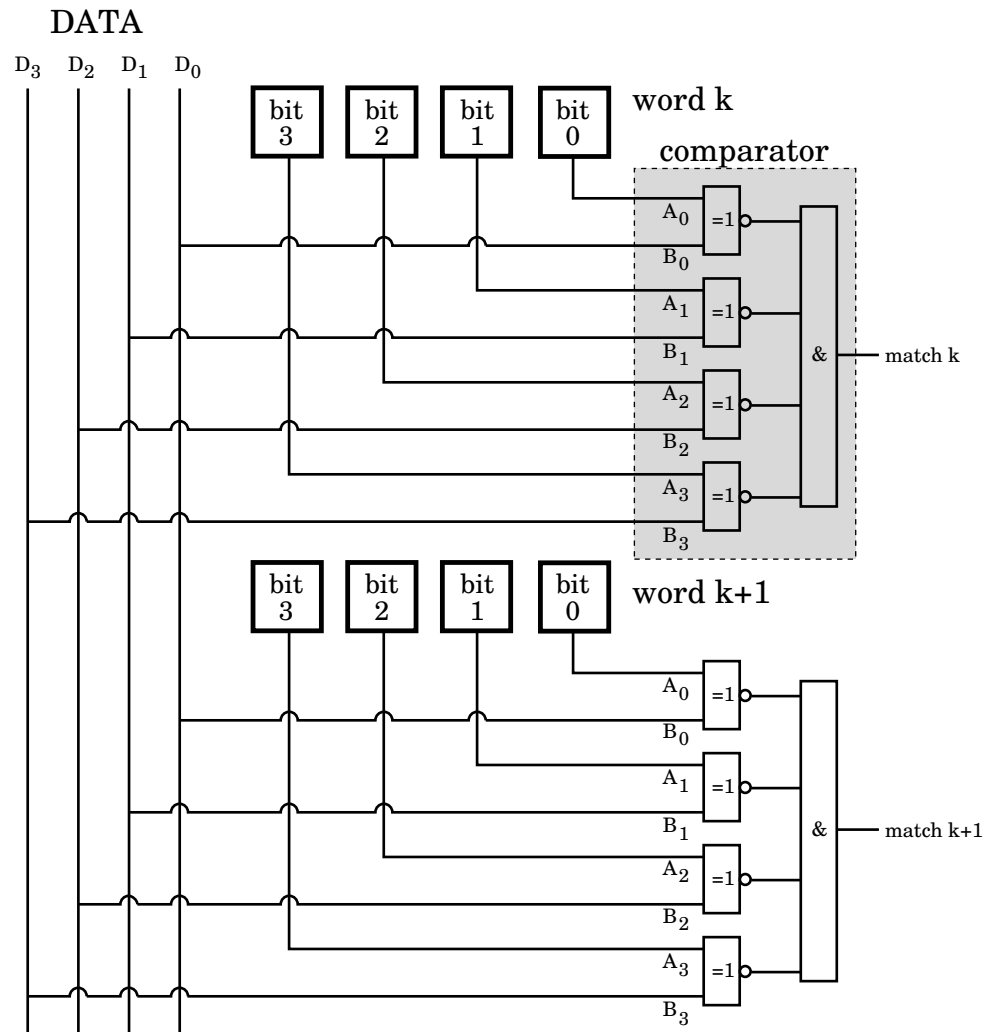 DATA
D3 D2 D1 D0
bit 3 bit 2 bit 1 bit 0 word k
comparator
A0 =1
B0
A1 =1
B1
& match k
A2 =1
B2
A3 =1
B3
bit 3 bit 2 bit 1 bit 0 word k+1
A0 =1
B0
A1 =1
B1
& match k+1
A2 =1
B2
A3 =1
B3